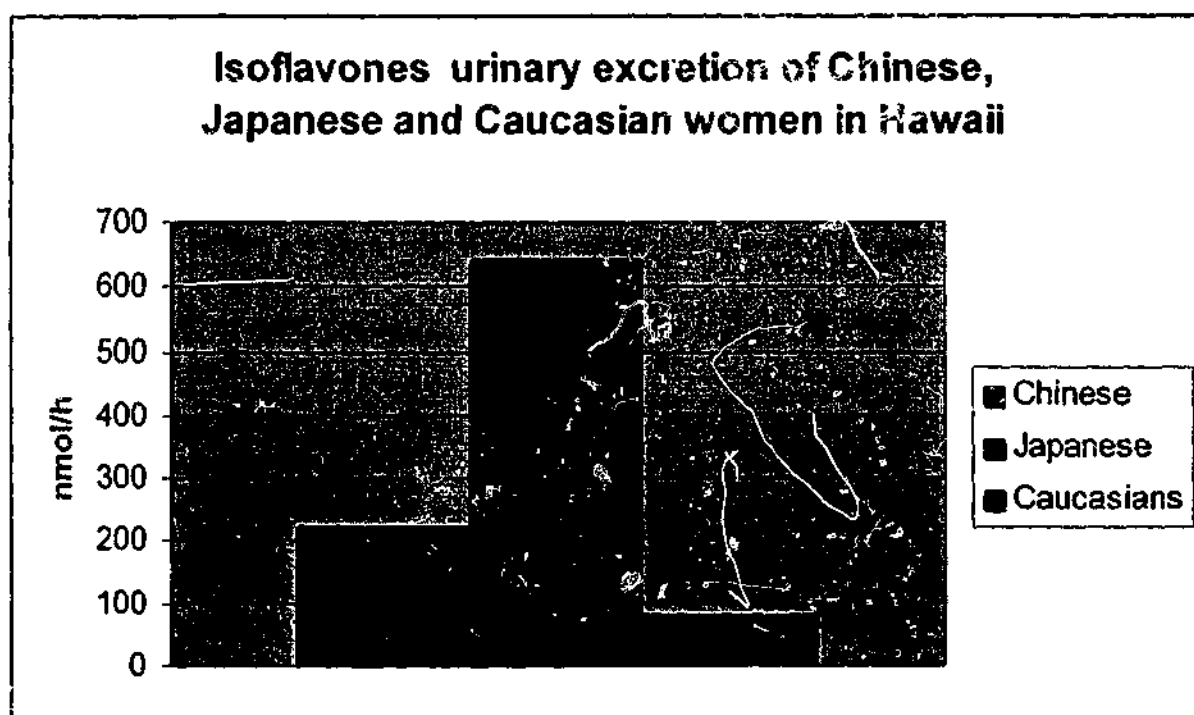 Isoflavones urinary excretion of Chinese,
Japanese and Caucasian women in Hawaii
700
600
500
400
300
200
100
0
nmol/h
Chinese
Japanese
Caucasians